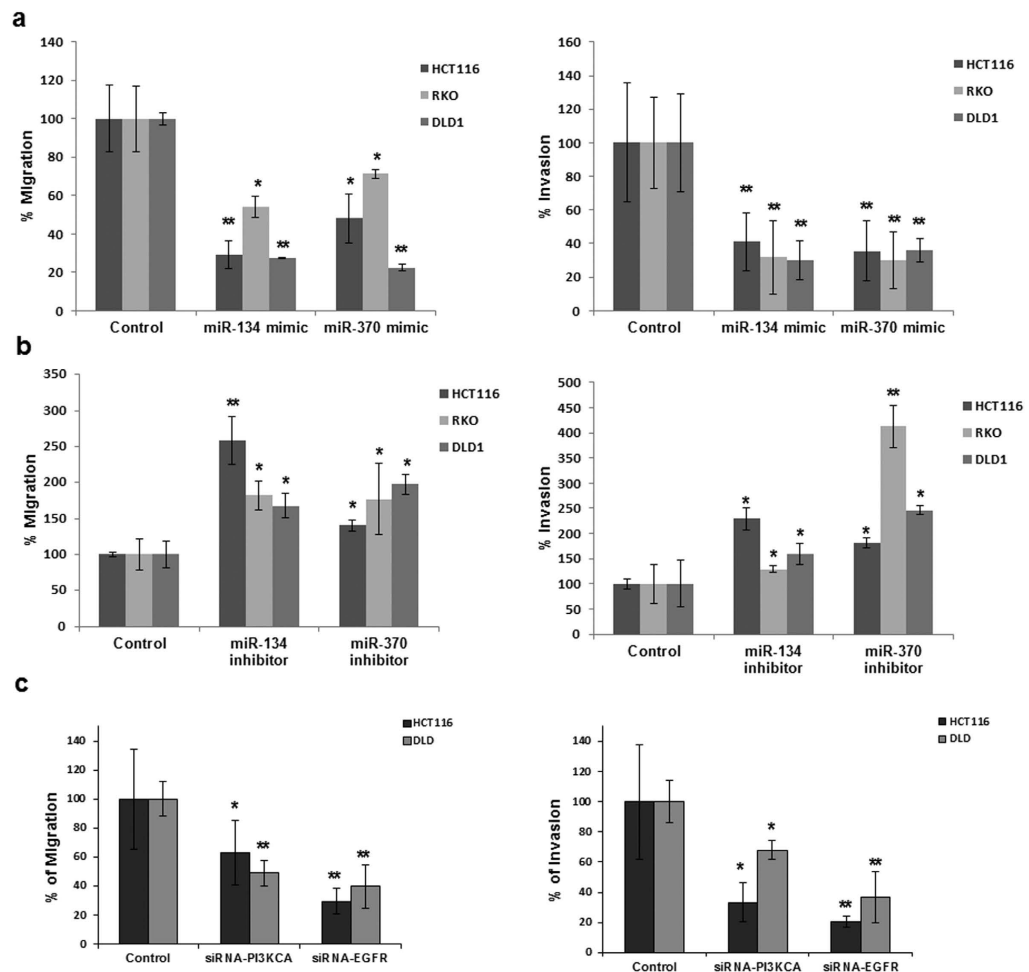 a
140
120
100
80
60
40
20
0
% MIgration
HCT116
RKO
DLD1
**
*
**
*
*
**
Control
miR-134 mimic
miR-370 mimic
160
140
120
100
80
60
40
20
0
% Invasion
HCT116
RKO
DLD1
**
**
**
**
**
**
Control
miR-134 mimic
miR-370 mimic
b
350
300
250
200
150
100
50
0
% MIgration
HCT116
RKO
DLD1
**
*
*
*
*
*
Control
miR-134
inhibitor
miR-370
inhibitor
500
450
400
350
300
250
200
150
100
50
0
% Invasion
HCT116
RKO
DLD1
*
*
*
*
**
*
Control
miR-134
inhibitor
miR-370
inhibitor
c
140
120
100
80
60
40
20
0
% of MIgration
HCT116
DLD
*
**
**
**
Control
siRNA-PI3KCA
siRNA-EGFR
140
120
100
80
60
40
20
0
% of Invasion
HCT116
DLD
*
*
**
**
Control
siRNA-PI3KCA
siRNA-EGFR